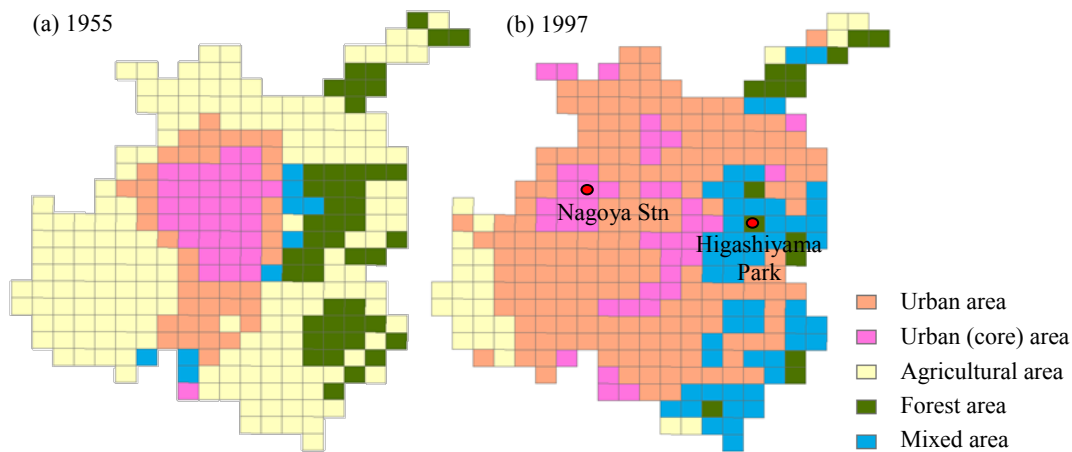 (a) 1955
(b) 1997
Nagoya Stn
Higashiyama
Park
Urban area
Urban (core) area
Agricultural area
Forest area
Mixed area